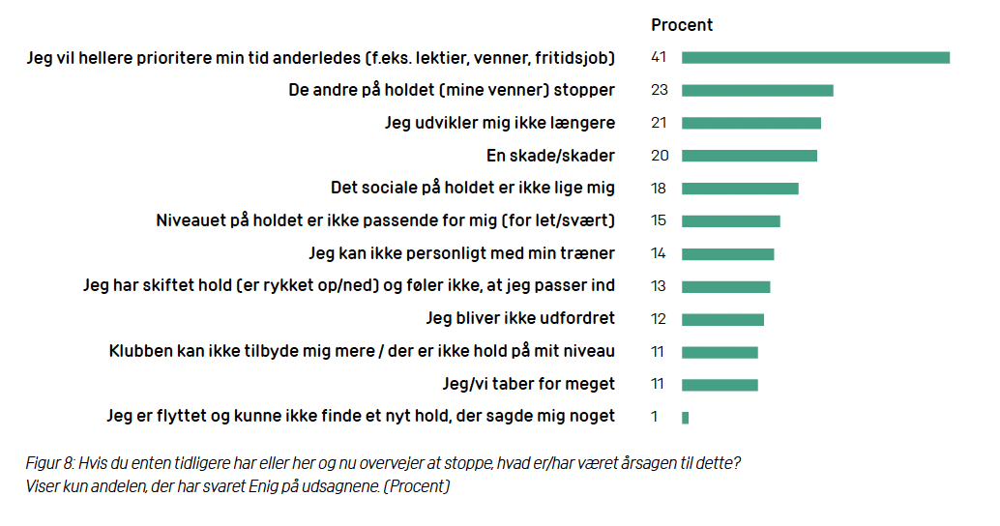 Procent
Jeg vil hellere prioritere min tid anderledes (f.eks. lektier, venner, fritidsjob) 41
De andre på holdet (mine venner) stopper 23
Jeg udvikler mig ikke længere 21
En skade/skader 20
Det sociale på holdet er ikke lige mig 18
Niveauet på holdet er ikke passende for mig (for let/svært) 15
Jeg kan ikke personligt med min træner 14
Jeg har skiftet hold (er rykket op/ned) og føler ikke, at jeg passer ind 13
Jeg bliver ikke udfordret 12
Klubben kan ikke tilbyde mig mere / der er ikke hold på mit niveau 11
Jeg/vi taber for meget 11
Jeg er flyttet og kunne ikke finde et nyt hold, der sagde mig noget 1
Figur 8: Hvis du enten tidligere har eller her og nu overvejer at stoppe, hvad er/har været årsagen til dette?
Viser kun andelen, der har svaret Enig på udsagnene. (Procent)